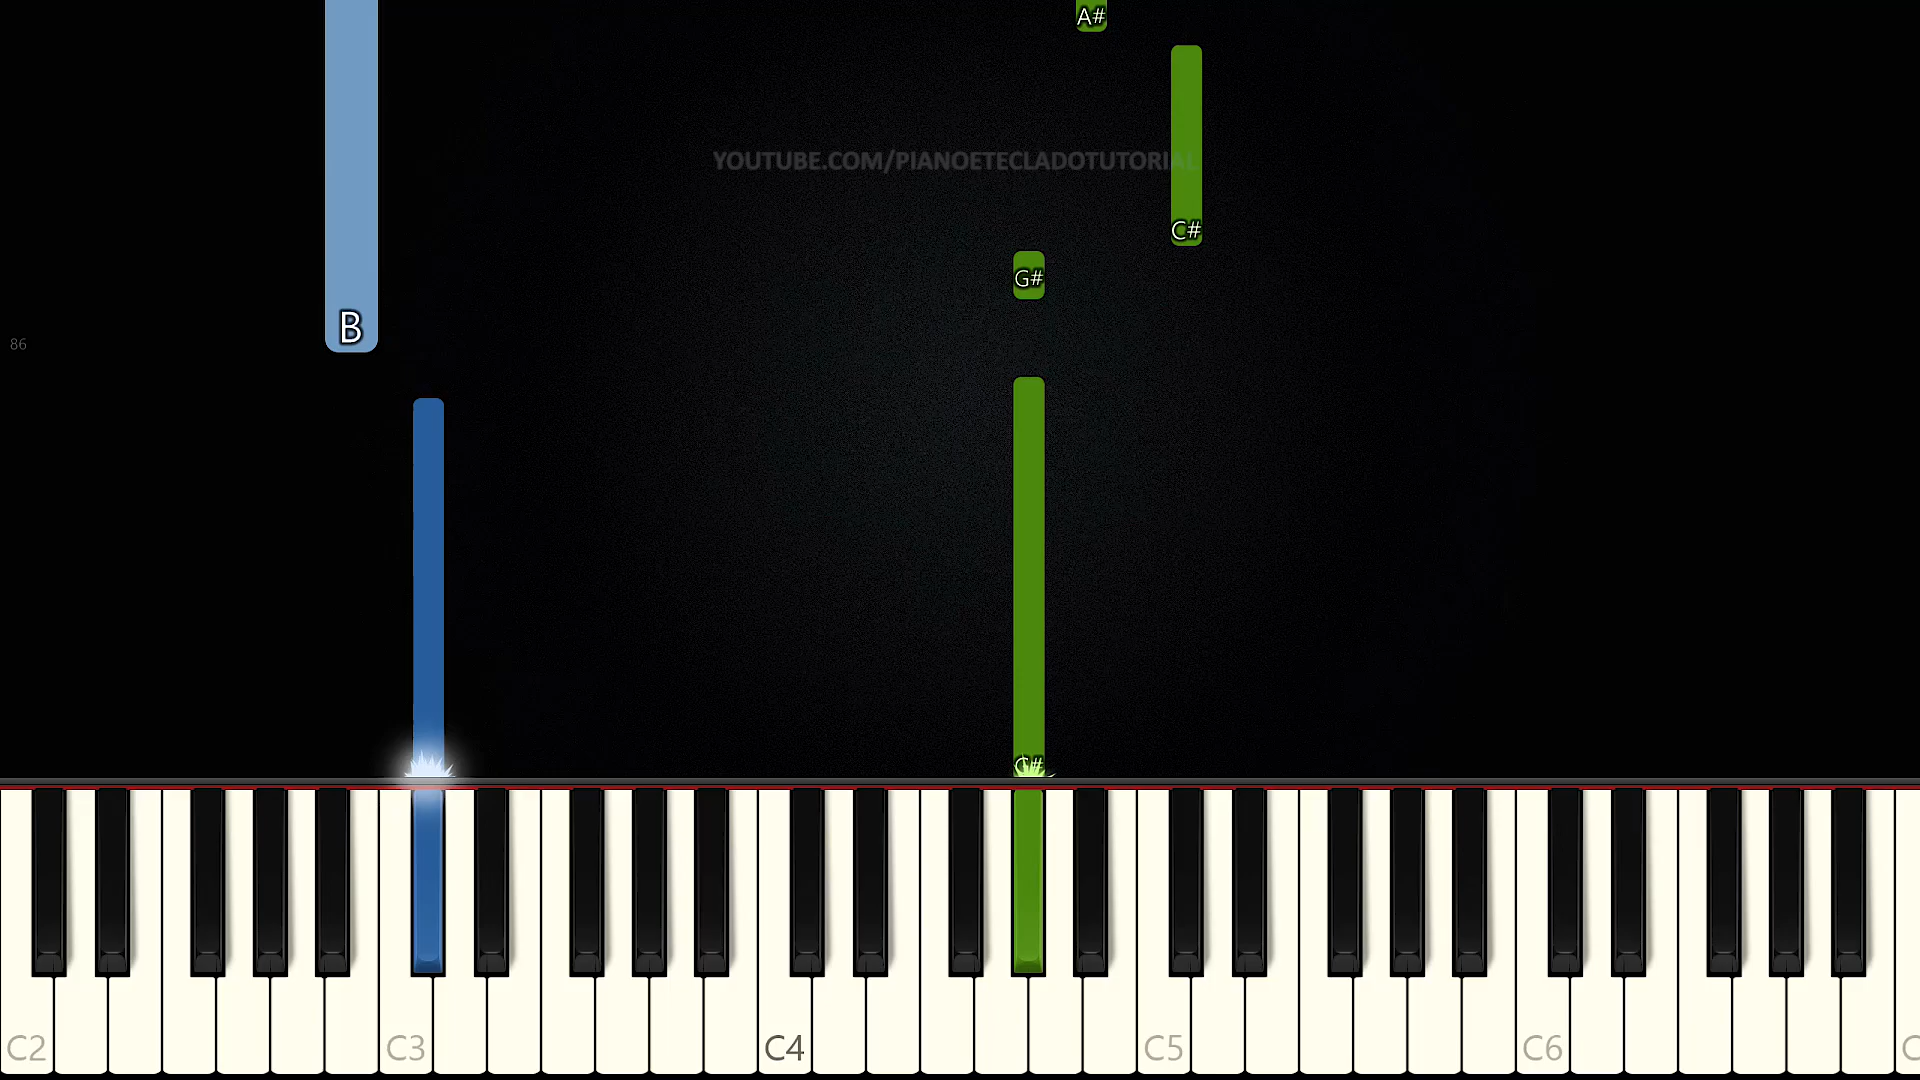 A#
YOUTUBE.COM/PIANOETECLADOTUTORIAL
C#
G#
B
86
G#
C2
C3
C4
C5
C6
C